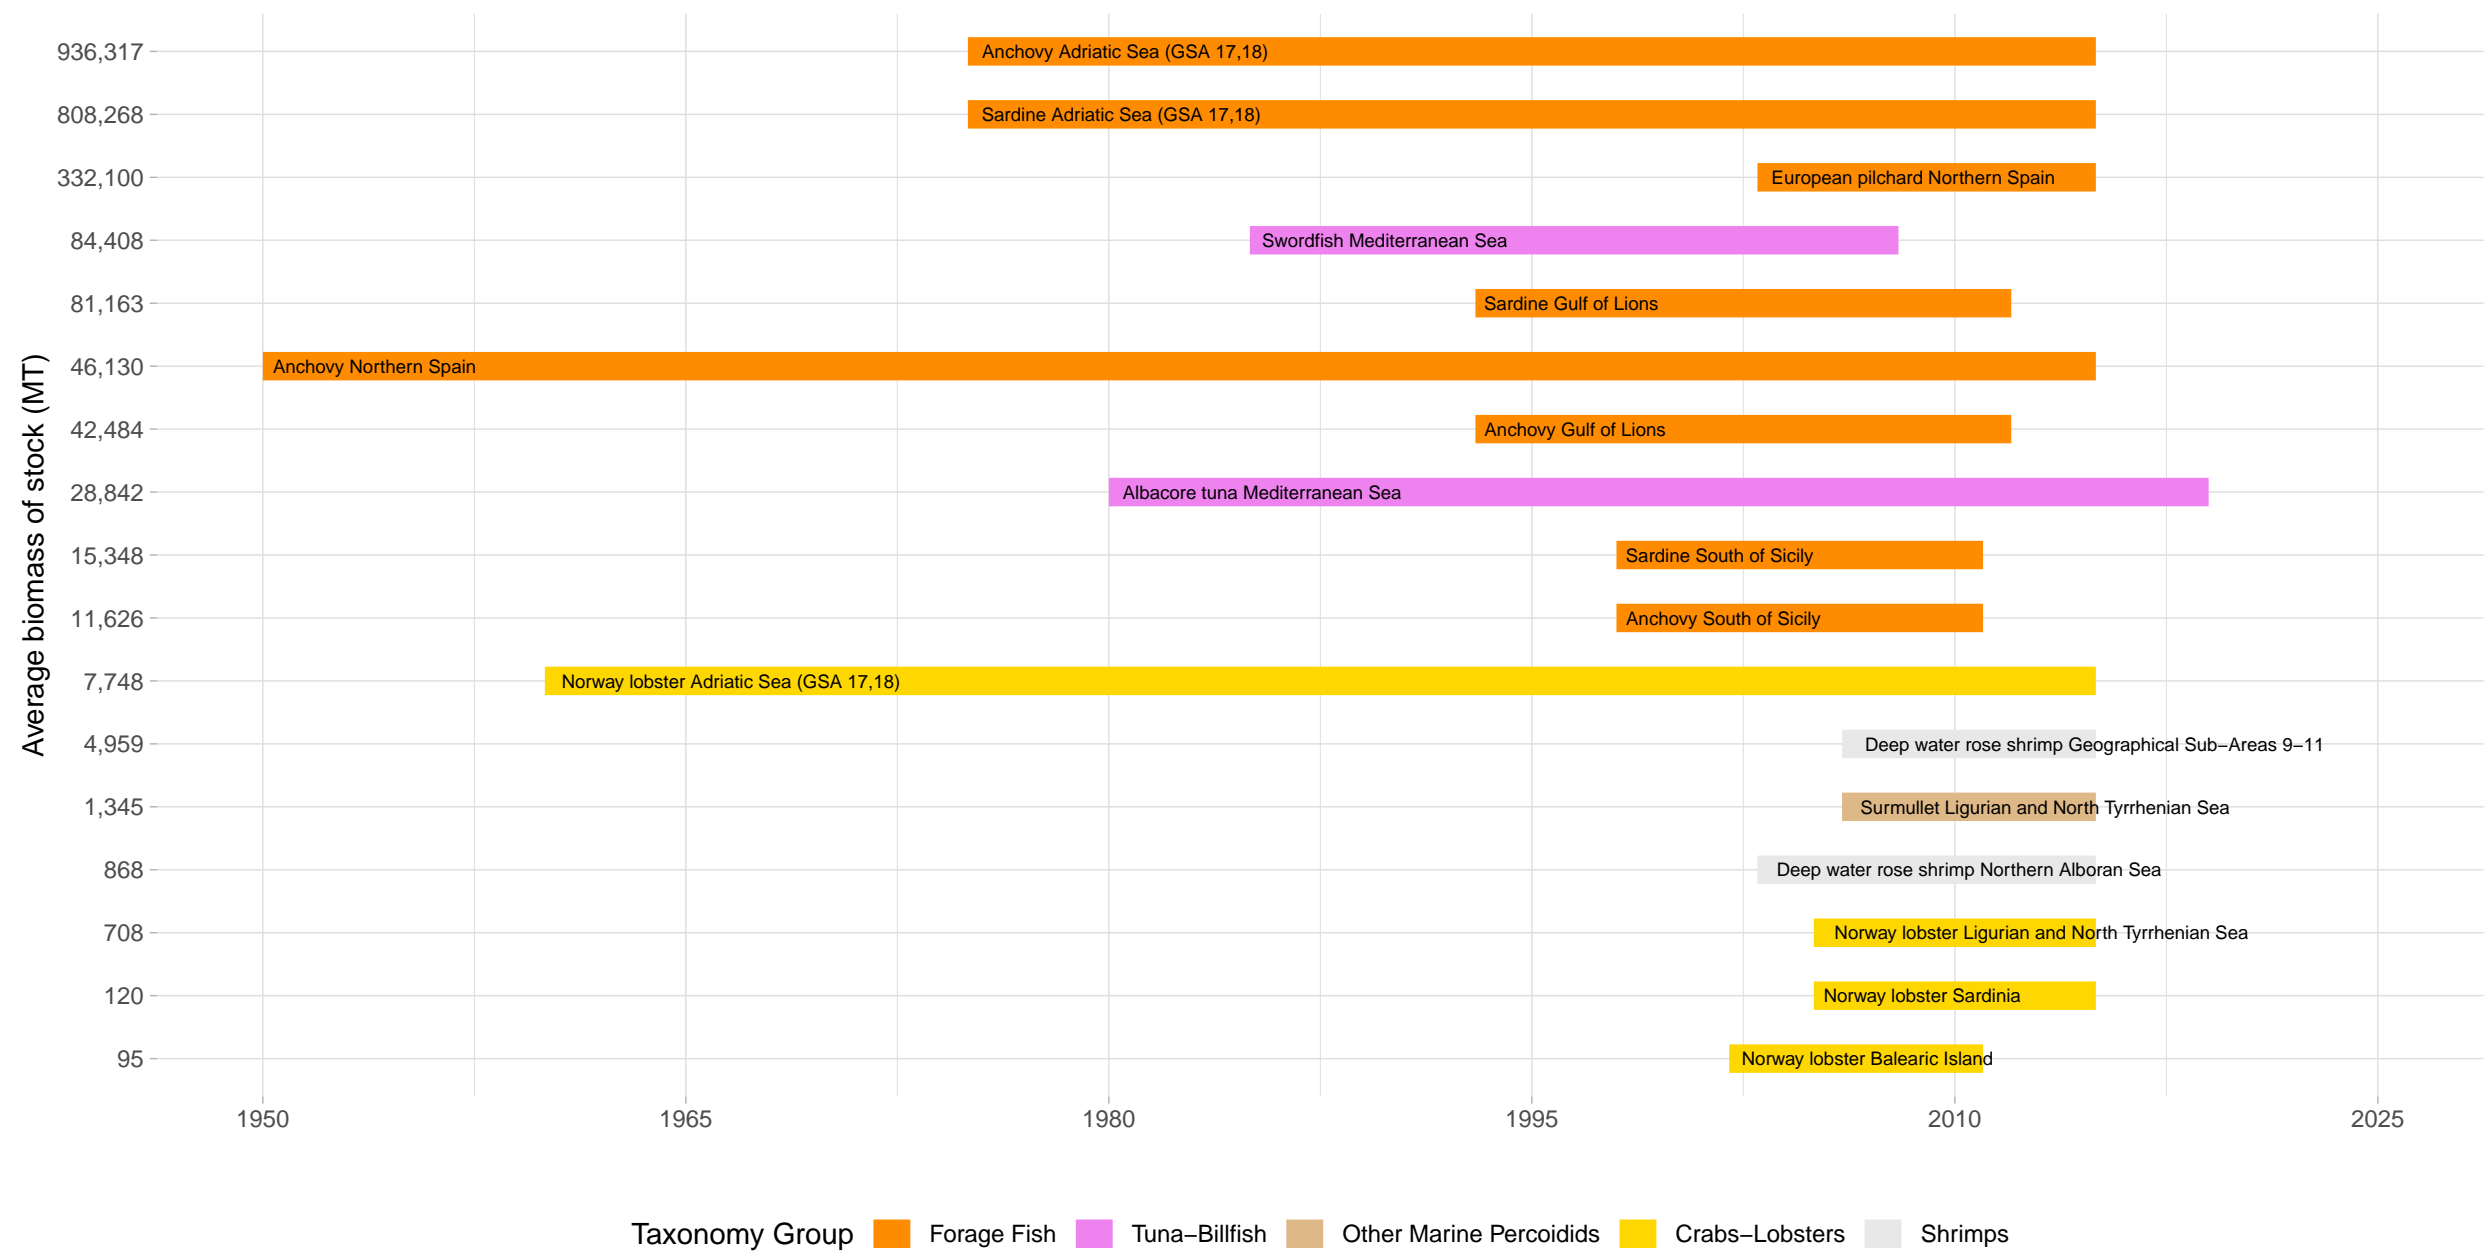 936,317 Anchovy Adriatic Sea (GSA 17,18)
808,268 Sardine Adriatic Sea (GSA 17,18)
332,100 European pilchard Northern Spain
84,408 Swordfish Mediterranean Sea
81,163 Sardine Gulf of Lions
46,130 Anchovy Northern Spain
42,484 Anchovy Gulf of Lions
28,842 Albacore tuna Mediterranean Sea
15,348 Sardine South of Sicily
11,626 Anchovy South of Sicily
7,748 Norway lobster Adriatic Sea (GSA 17,18)
4,959 Deep water rose shrimp Geographical Sub−Areas 9−11
1,345 Surmullet Ligurian and North Tyrrhenian Sea
868 Deep water rose shrimp Northern Alboran Sea
708 Norway lobster Ligurian and North Tyrrhenian Sea
120 Norway lobster Sardinia
95 Norway lobster Balearic Island
Average biomass of stock (MT)
1950 1965 1980 1995 2010 2025
Taxonomy Group Forage Fish Tuna−Billfish Other Marine Percoidids Crabs−Lobsters Shrimps